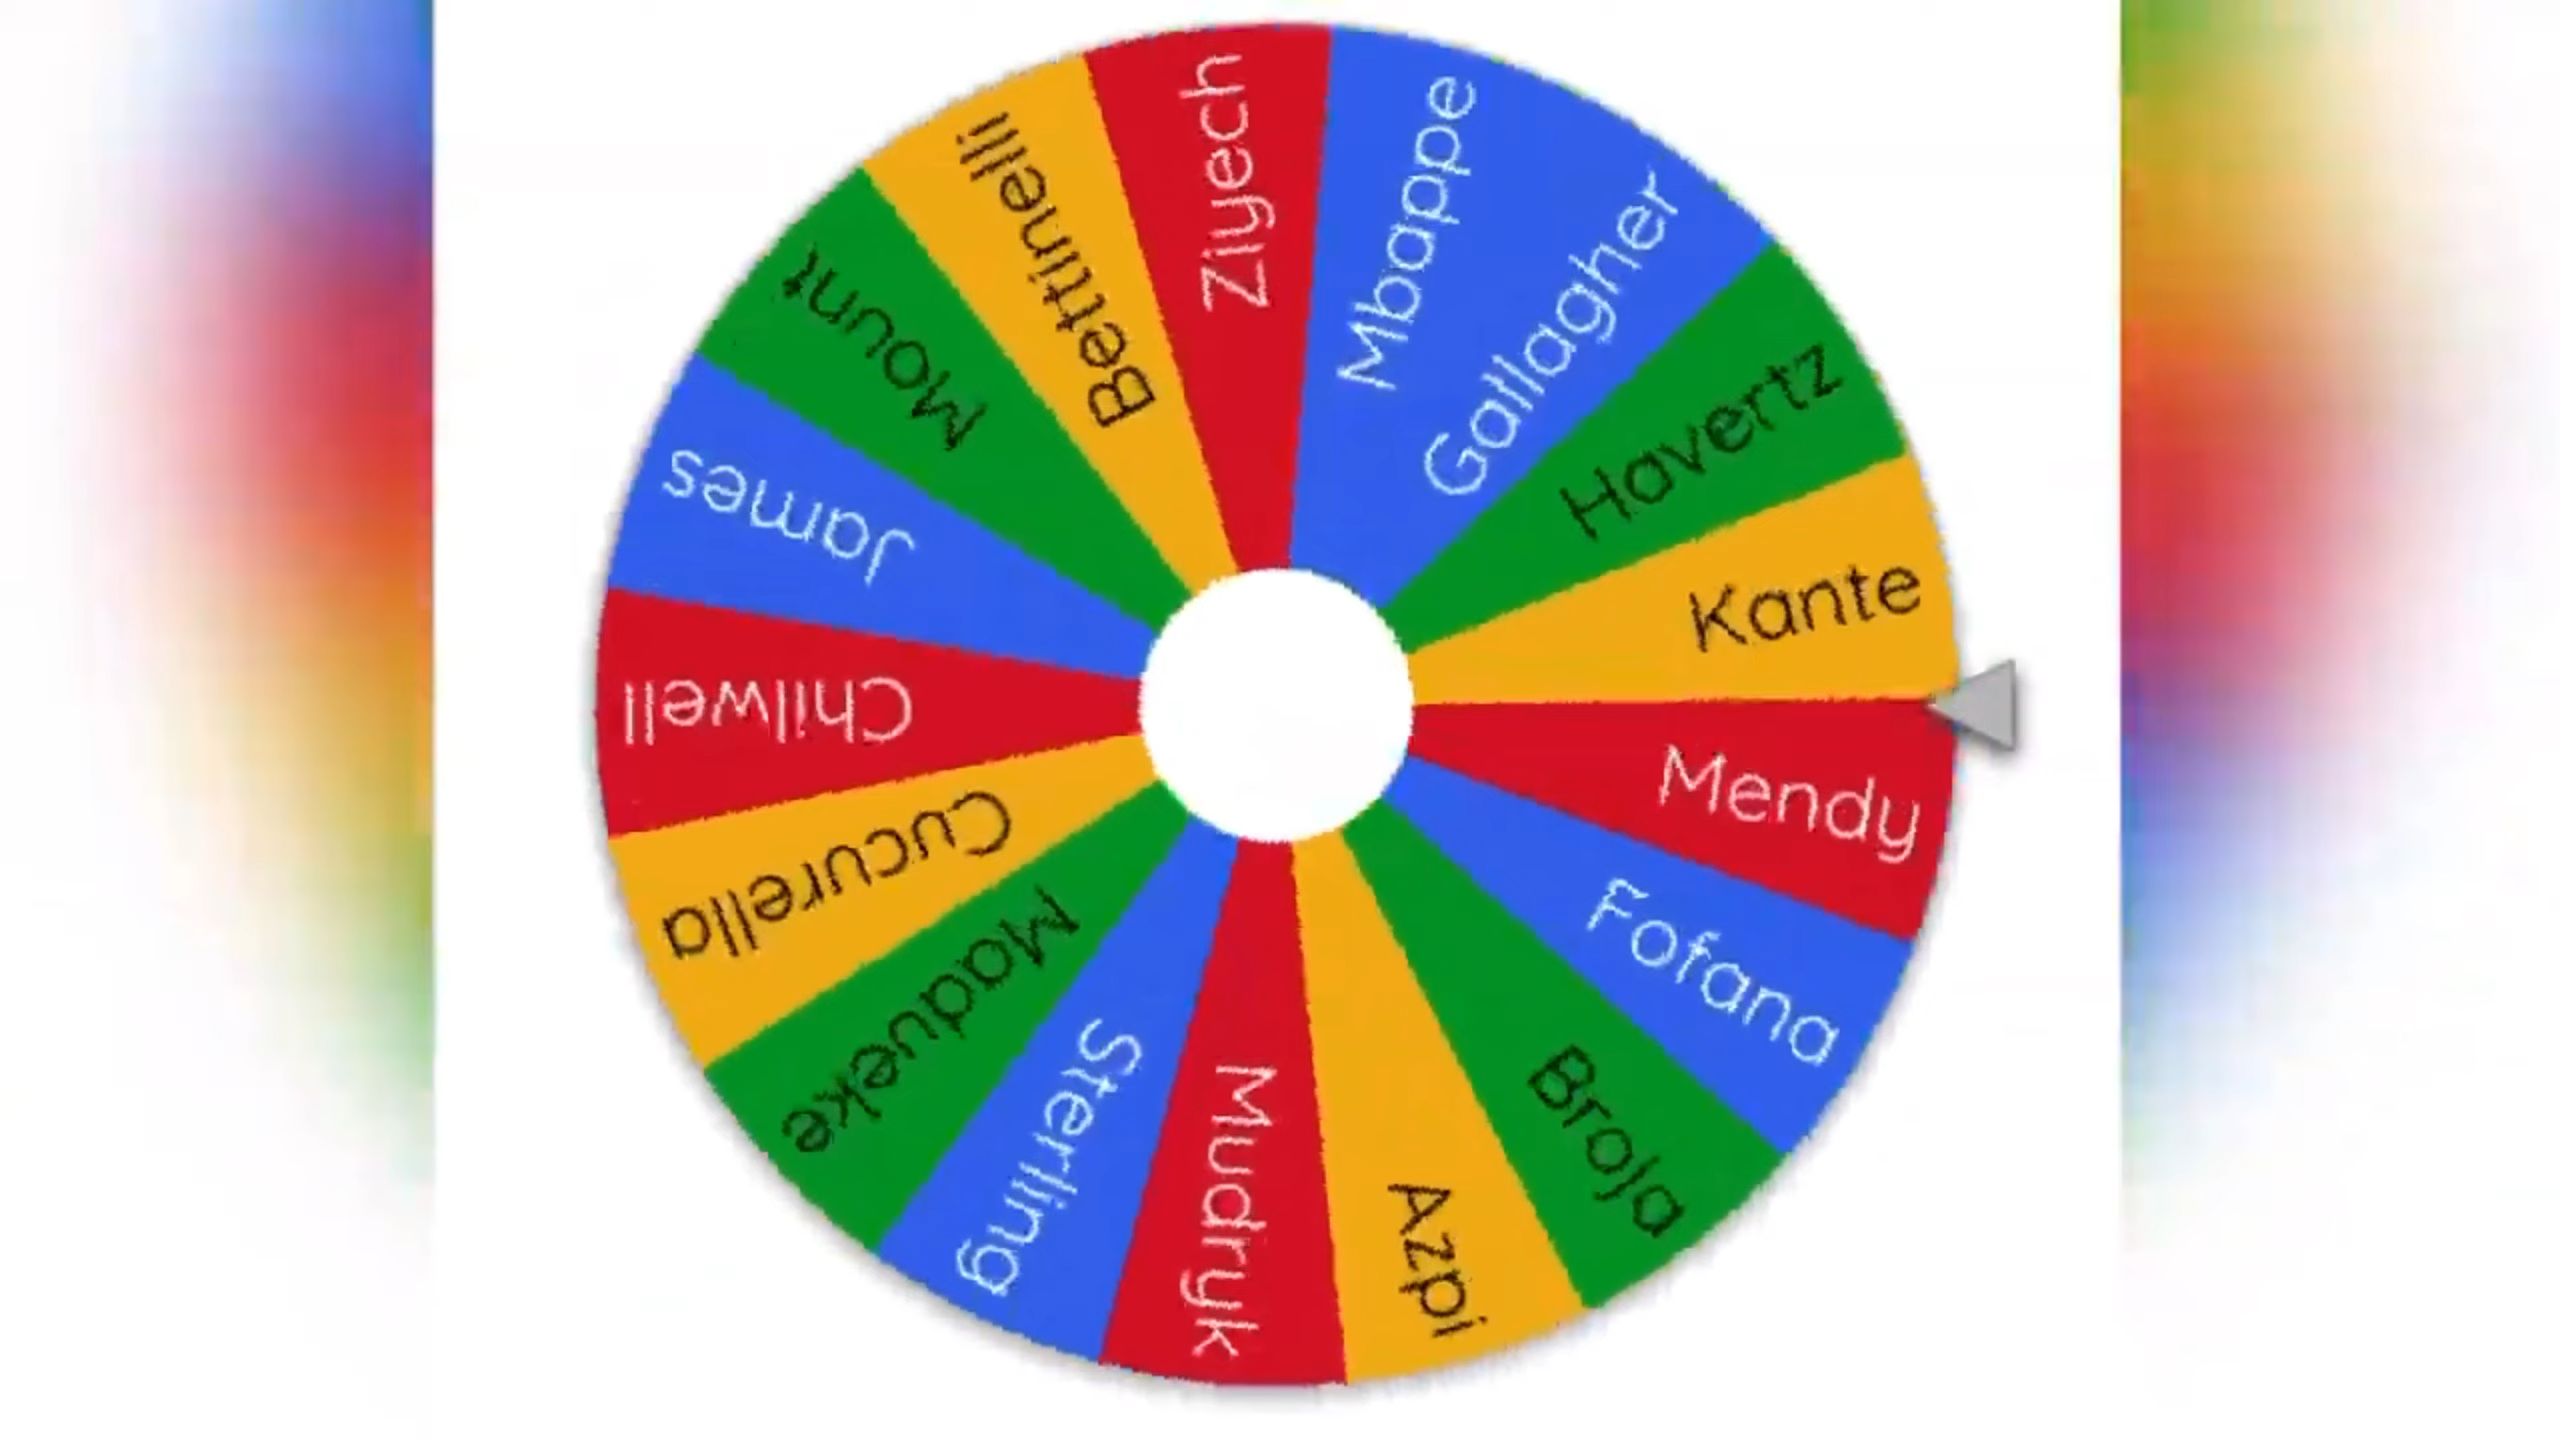 Ziyech
Mbappe
Gallagher
Havertz
Kante
Mendy
Fofana
Broja
Azpi
Mudryk
Sterling
Madueke
Cucurella
Chilwell
James
Mount
Bettinelli